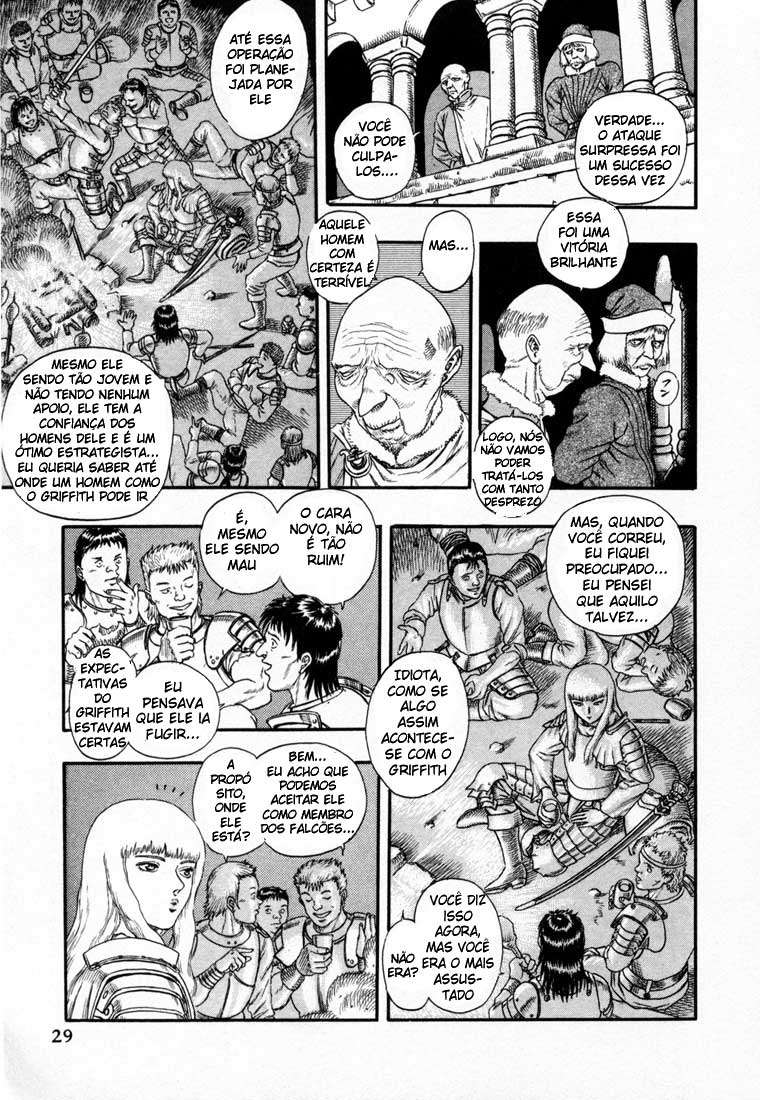 VERDADE...
O ATAQUE
SURPRESSA FOI
UM SUCESSO
DESSA VEZ
VOCÊ
NÃO PODE
CULPA-
LOS....
ESSA
FOI UMA
VITÓRIA
BRILHANTE
?
LOGO, NÓS
NÃO VAMOS
PODER
TRATÁ-LOS
COM TANTO
DESPREZO
MAS...
AQUELE
HOMEM
COM
CERTEZA É
TERRÍVEL
ATÉ ESSA
OPERAÇÃO
FOI PLANE-
JADA POR
ELE
MESMO ELE
SENDO TÃO JOVEM E
NÃO TENDO NENHUM
APOIO, ELE TEM A
CONFIANÇA DOS
HOMENS DELE E É UM
ÓTIMO ESTRATEGISTA...
EU QUERIA SABER ATÉ
ONDE UM HOMEM COMO
O GRIFFITH PODE IR
MAS, QUANDO
VOCÊ CORREU,
EU FIQUEI
PREOCUPADO...
EU PENSEI
QUE AQUILO
TALVEZ...
IDIOTA,
COMO SE
ALGO
ASSIM
ACONTECE-
SE COM O
GRIFFITH
VOCÊ DIZ
ISSO
AGORA,
MAS VOCÊ
ERA O MAIS
ASSUS-
TADO
NÃO
ERA?
O CARA
NOVO, NÃO
É TÃO
RUIM!
É,
MESMO
ELE SENDO
MAU
EU
PENSAVA
QUE ELE IA
FUGIR...
AS
EXPEC-
TATIVAS
DO
GRIFFITH
ESTAVAM
CERTAS
BEM...
EU ACHO QUE
PODEMOS
ACEITAR ELE
COMO MEMBRO
DOS FALCÕES...
A
PROPÓ
SITO,
ONDE
ELE
ESTÁ?
29